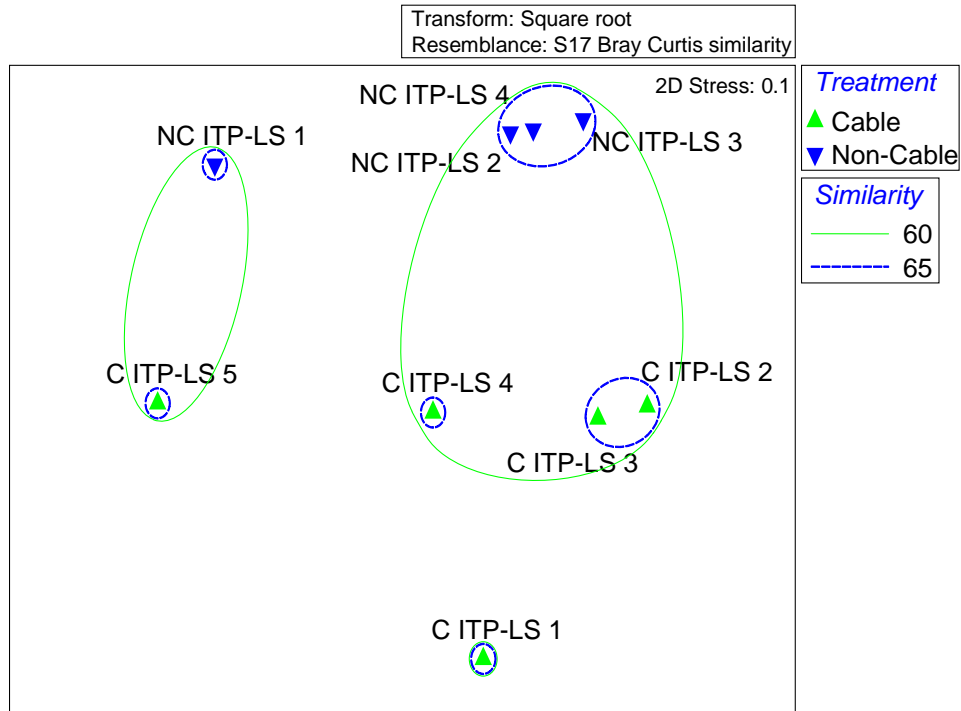 Transform: Square root
Resemblance: S17 Bray Curtis similarity
2D Stress: 0.1
Treatment
Cable
Non-Cable
Similarity
60
65
NC ITP-LS 4
NC ITP-LS 1
NC ITP-LS 3
NC ITP-LS 2
C ITP-LS 5
C ITP-LS 4
C ITP-LS 2
C ITP-LS 3
C ITP-LS 1